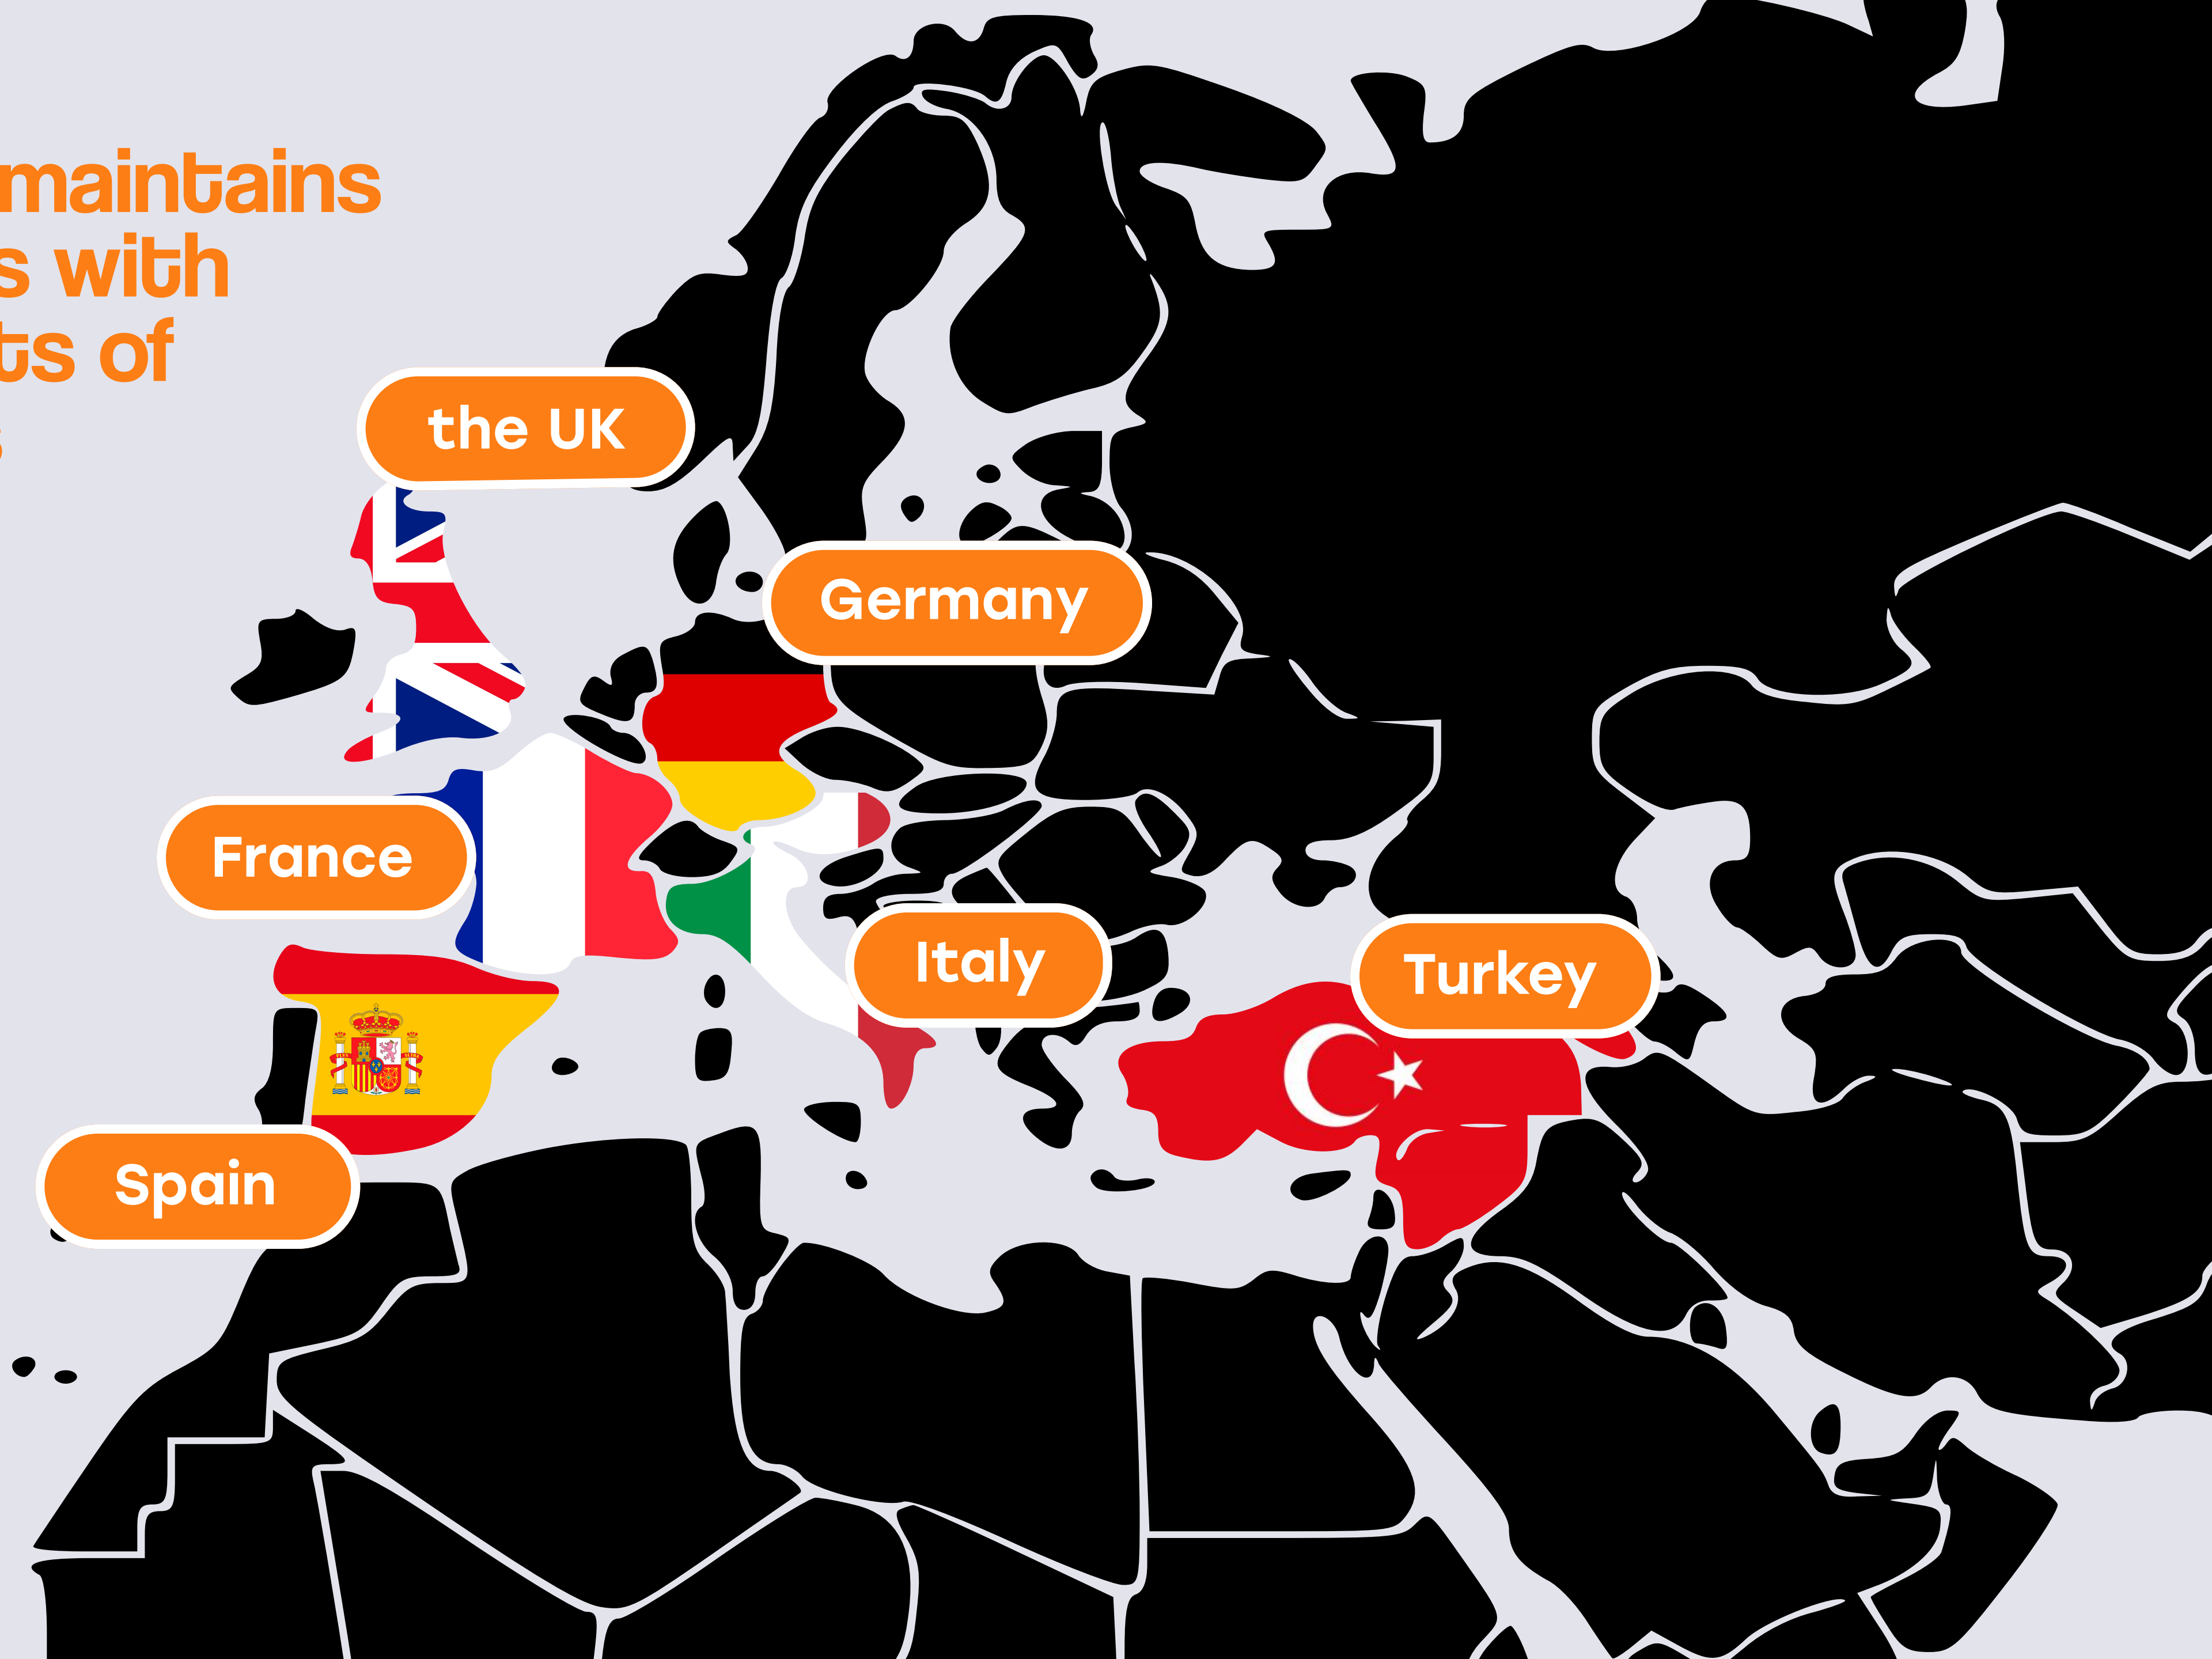 maintains
s with
ts of
s
the UK
Germany
France
Italy
Turkey
Spain